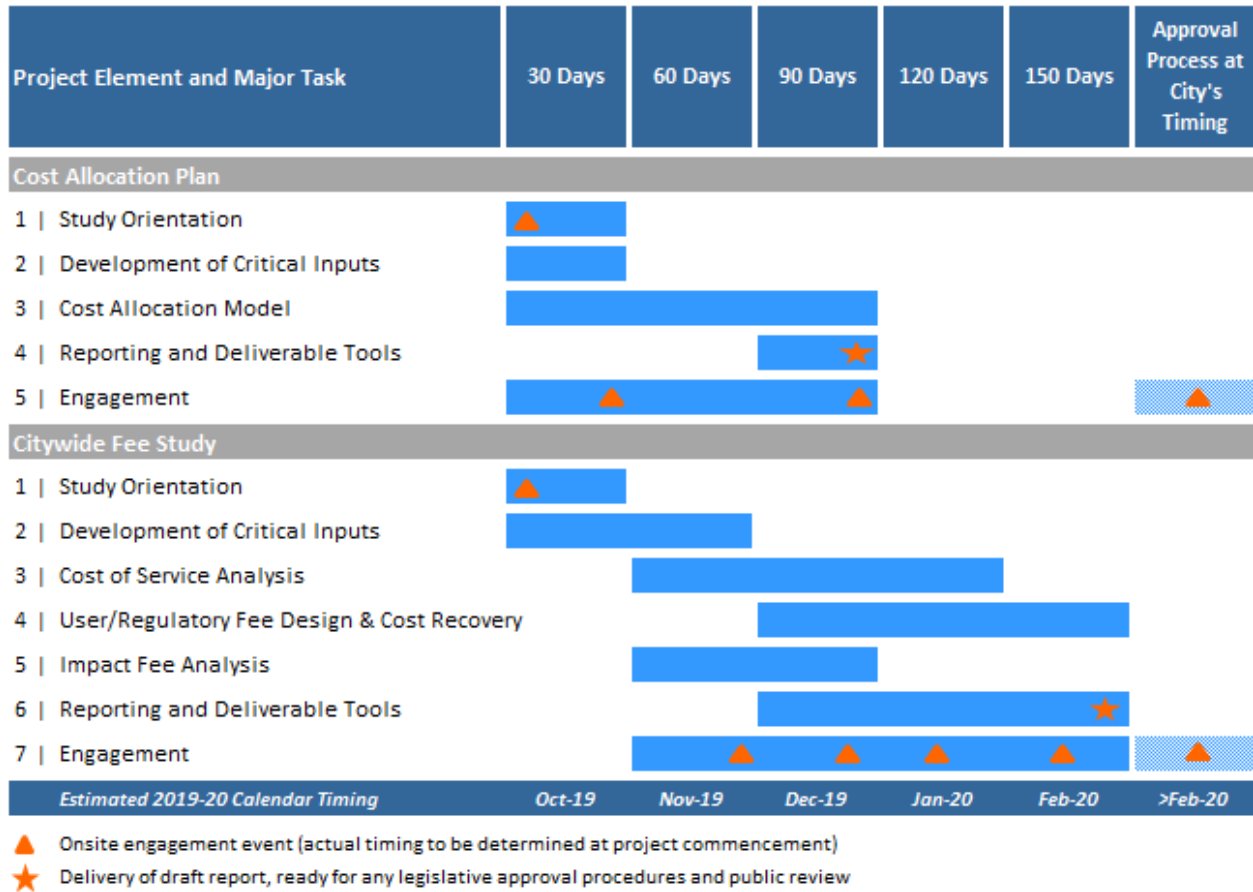 Project Element and Major Task 30 Days 60 Days 90 Days 120 Days 150 Days Approval Process at City's Timing
Cost Allocation Plan
1 | Study Orientation
2 | Development of Critical Inputs
3 | Cost Allocation Model
4 | Reporting and Deliverable Tools
5 | Engagement
Citywide Fee Study
1 | Study Orientation
2 | Development of Critical Inputs
3 | Cost of Service Analysis
4 | User/Regulatory Fee Design & Cost Recovery
5 | Impact Fee Analysis
6 | Reporting and Deliverable Tools
7 | Engagement
Estimated 2019-20 Calendar Timing Oct-19 Nov-19 Dec-19 Jan-20 Feb-20 >Feb-20
Onsite engagement event (actual timing to be determined at project commencement)
Delivery of draft report, ready for any legislative approval procedures and public review